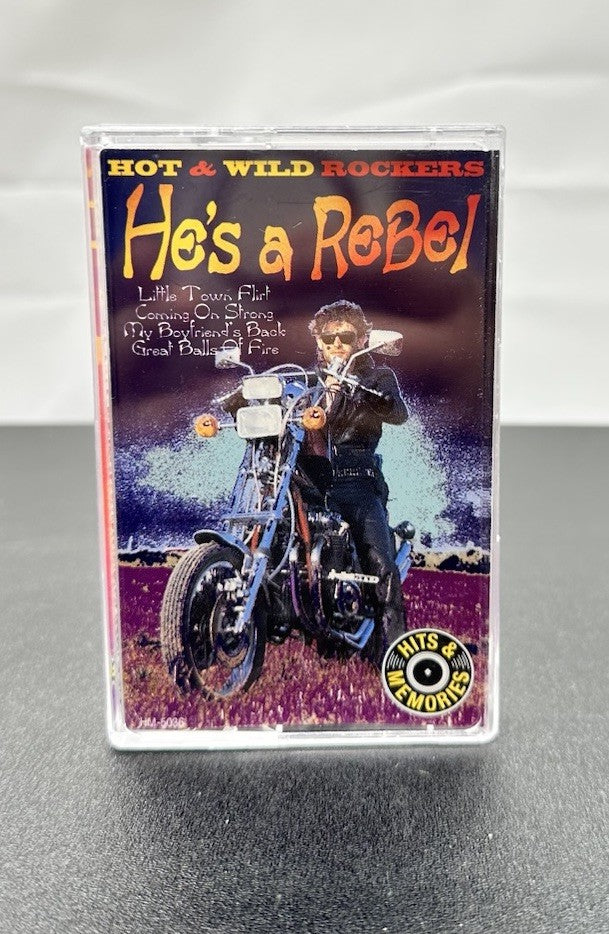 HOT & WILD ROCKERS
He's a Rebel
Little Town Flirt
Coming On Strong
My Boyfriend's Back
Great Balls Of Fire
HITS &
MEMORIES